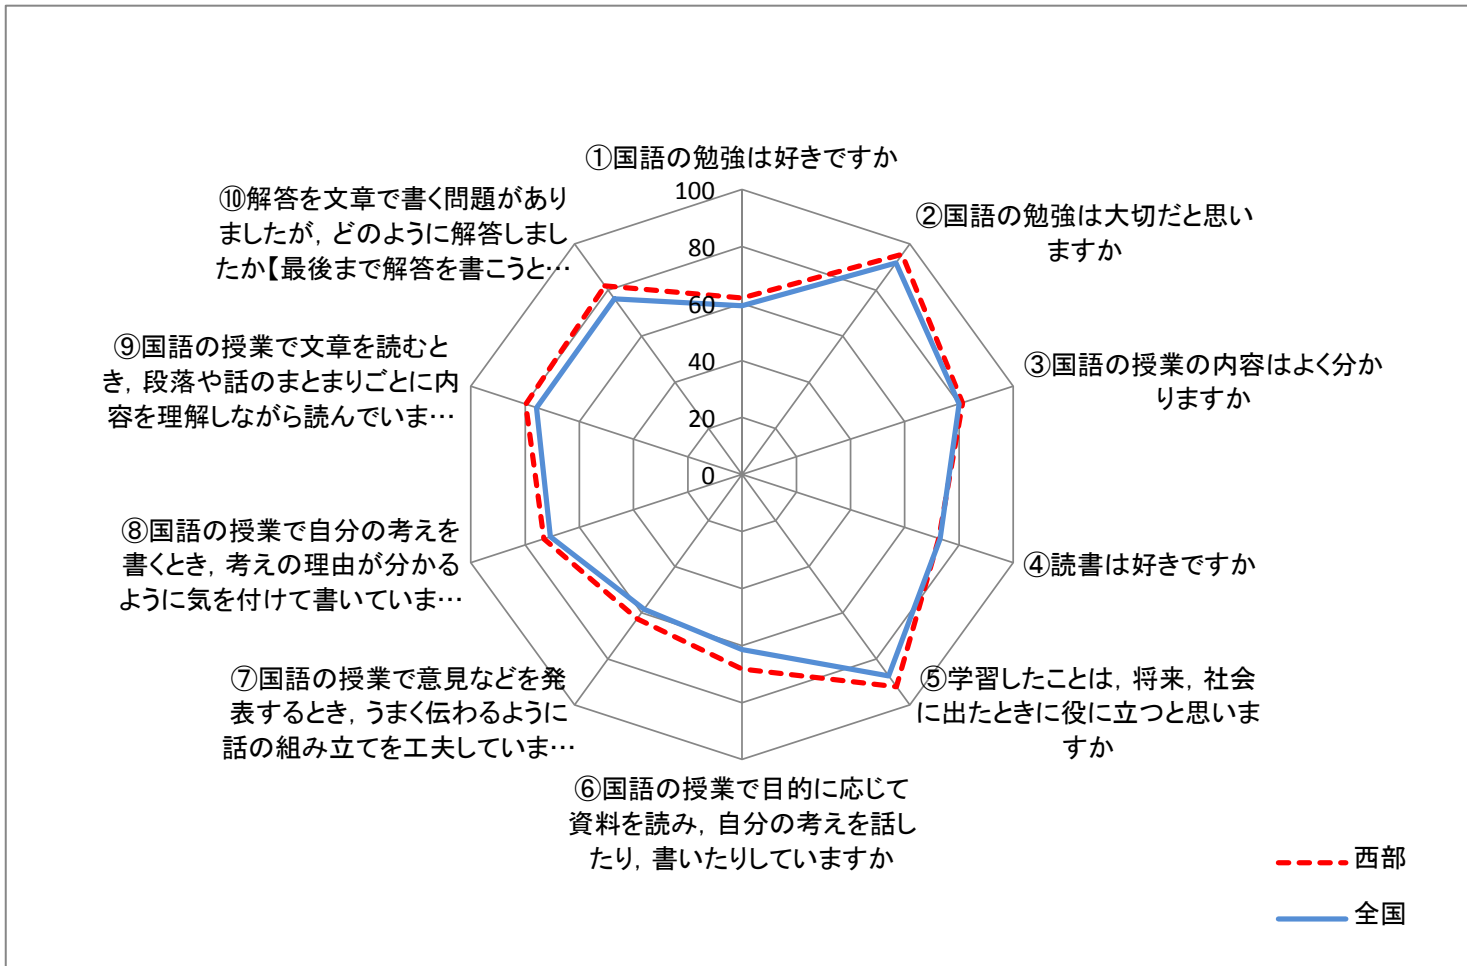 ①国語の勉強は好きですか
②国語の勉強は大切だと思い
ますか
③国語の授業の内容はよく分か
りますか
④読書は好きですか
⑤学習したことは，将来，社会
に出たときに役に立つと思いま
すか
⑥国語の授業で目的に応じて
資料を読み，自分の考えを話し
たり，書いたりしていますか
⑦国語の授業で意見などを発
表するとき，うまく伝わるように
話の組み立てを工夫していま…
⑧国語の授業で自分の考えを
書くとき，考えの理由が分かる
ように気を付けて書いていま…
⑨国語の授業で文章を読むと
き，段落や話のまとまりごとに内
容を理解しながら読んでいま…
⑩解答を文章で書く問題があり
ましたが，どのように解答しまし
たか【最後まで解答を書こうと…
100
80
60
40
20
0
西部
全国